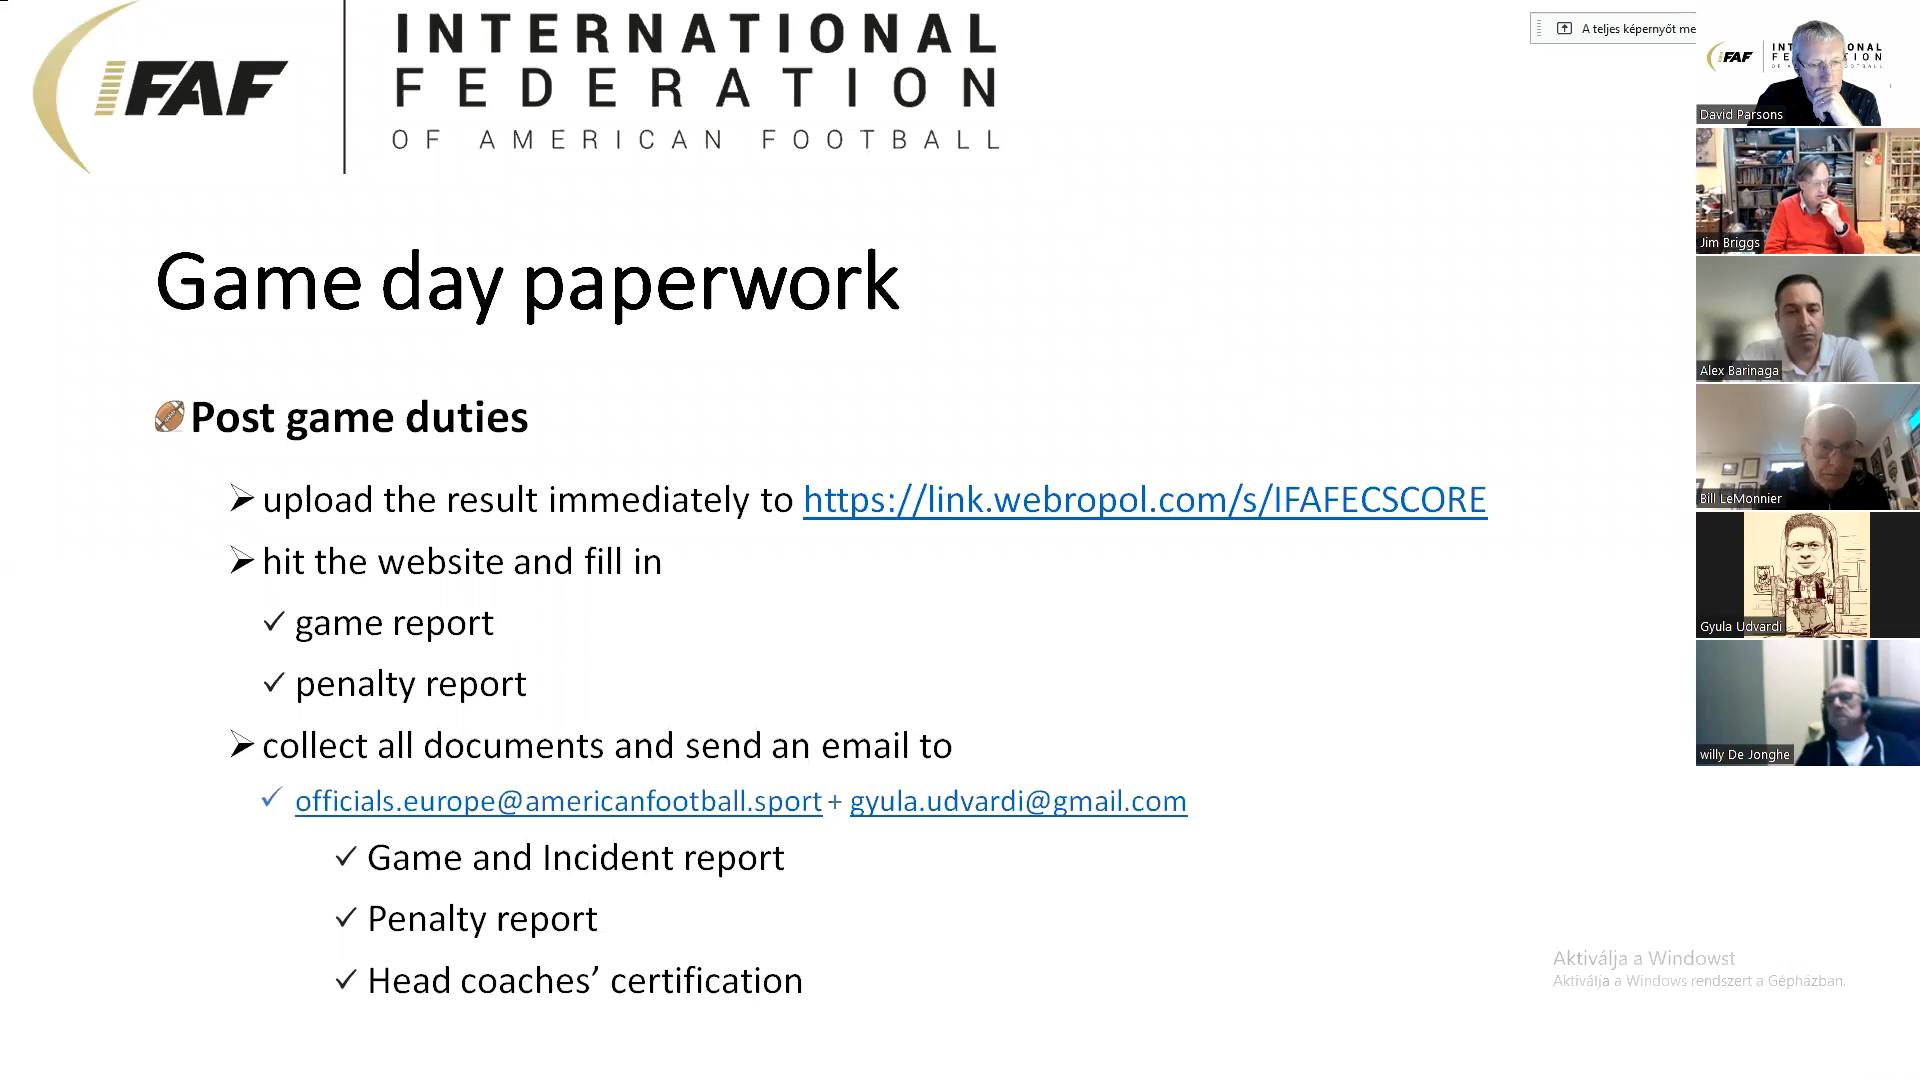 iFAF
INTERNATIONAL
FEDERATION
OF AMERICAN FOOTBALL
Game day paperwork
Post game duties
upload the result immediately to https://link.webropol.com/s/IFAFECSCORE
hit the website and fill in
game report
penalty report
collect all documents and send an email to
officials.europe@americanfootball.sport + gyula.udvardi@gmail.com
Game and Incident report
Penalty report
Head coaches’ certification
A teljes képernyőt me
David Parsons
Jim Briggs
Alex Barinaga
Bill LeMonnier
Gyula Udvardi
willy De Jonghe
Aktiválja a Windowst
Aktiválja a Windows rendszert a Gépházban.